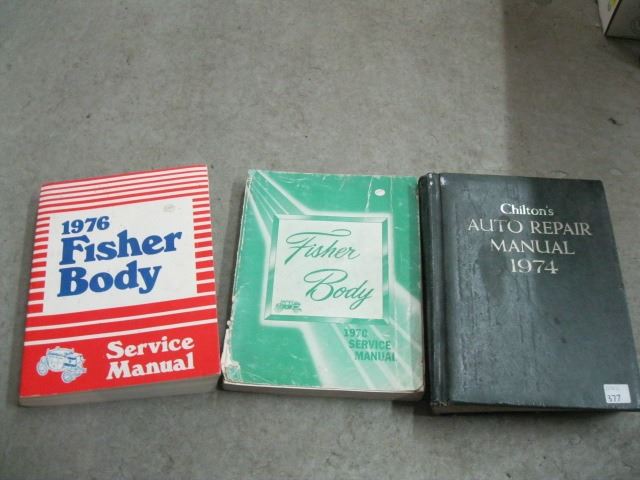 1976
Fisher
Body
Service
Manual
Fisher
Body
1970
SERVICE
MANUAL
Chilton's
AUTO REPAIR
MANUAL
1974
377